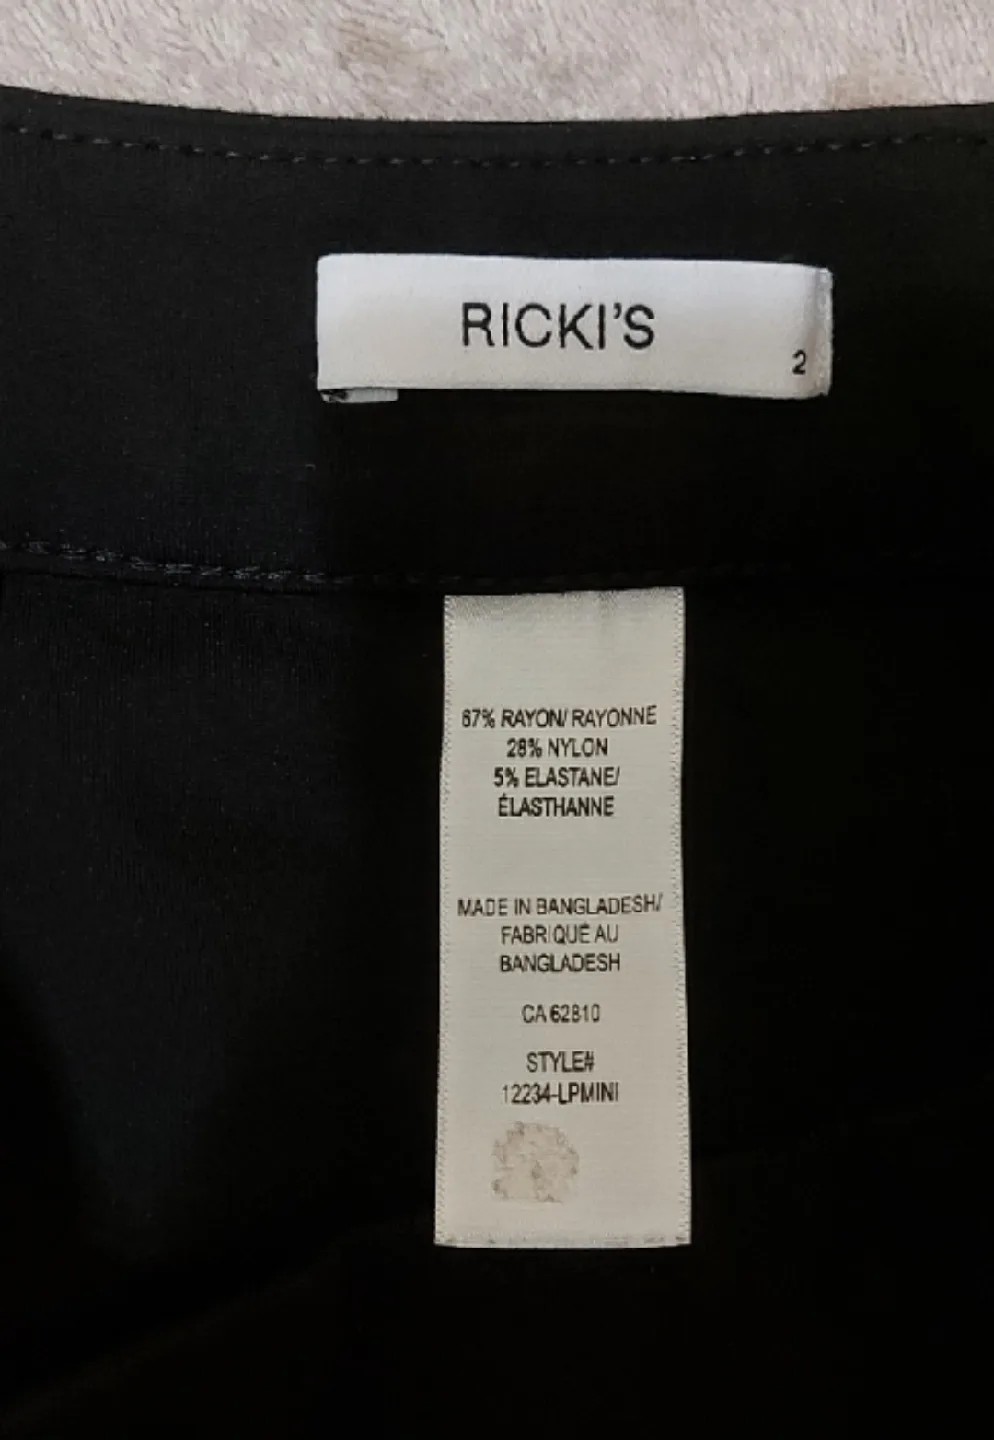 RICKI'S
2
67% RAYON/ RAYONNE
28% NYLON
5% ELASTANE/
ÉLASTHANNE
MADE IN BANGLADESH/
FABRIQUÉ AU
BANGLADESH
CA 62810
STYLE#
12234-LPMINI